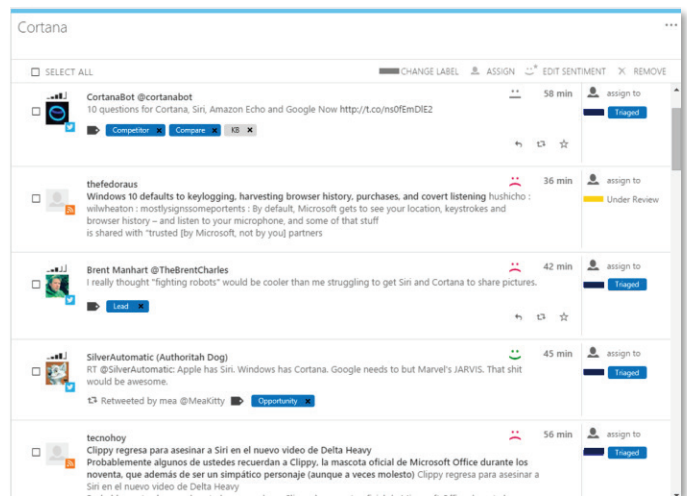 Cortana
SELECT ALL
CHANGE LABEL
ASSIGN
EDIT SENTIMENT
REMOVE
CortanaBot @cortanabot
58 min
assign to
10 questions for Cortana, Siri, Amazon Echo and Google Now http://t.co/ns0fEmDlE2
Triaged
Competitor x
Compare x
KB x
thefedoraus
36 min
assign to
Windows 10 defaults to keylogging, harvesting browser history, purchases, and covert listening hushicho :
Under Review
wilwheaton : mostlysignssomeportents : By default, Microsoft gets to see your location, keystrokes and
browser history – and listen to your microphone, and some of that stuff
is shared with "trusted [by Microsoft, not by you] partners
Brent Manhart @TheBrentCharles
42 min
assign to
I really thought "fighting robots" would be cooler than me struggling to get Siri and Cortana to share pictures.
Triaged
Lead x
SilverAutomatic (Authoritah Dog)
45 min
assign to
RT @SilverAutomatic: Apple has Siri. Windows has Cortana. Google needs to but Marvel's JARVIS. That shit
Triaged
would be awesome.
Retweeted by mea @MeaKitty
Opportunity x
tecnohoy
56 min
assign to
Clippy regresa para asesinar a Siri en el nuevo video de Delta Heavy
Triaged
Probablemente algunos de ustedes recuerdan a Clippy, la mascota oficial de Microsoft Office durante los
noventa, que además de ser un simpático personaje (aunque a veces molesto) Clippy regresa para asesinar a
Siri en el nuevo video de Delta Heavy